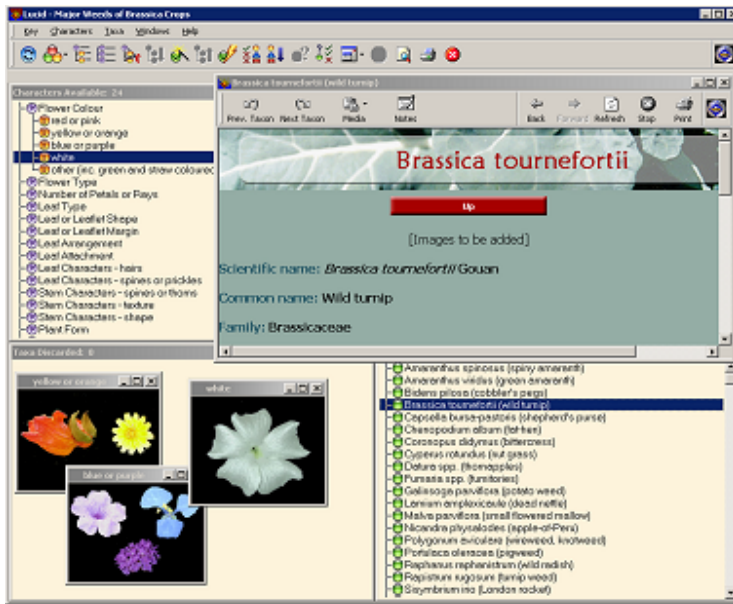 Lucid - Major Weeds of Brassica Crops
Key Characters Taxa Windows Help
Characters Available: 24
Flower Colour
red or pink
yellow or orange
blue or purple
white
other (inc. green and straw coloured
Flower Type
Number of Petals or Rays
Leaf Type
Leaf or Leaflet Shape
Leaf or Leaflet Margin
Leaf Arrangement
Leaf Attachment
Leaf Characters - hairs
Leaf Characters - spines or prickles
Stem Characters - spines or thorns
Stem Characters - texture
Stem Characters - shape
Plant Form
Brassica tournefortii (wild turnip)
Prev. Taxon Next Taxon Media Notes Back Forward Refresh Stop Print
Brassica tournefortii
Up
[Images to be added]
Scientific name: Brassica tournefortii Gouan
Common name: Wild turnip
Family: Brassicaceae
Taxa Discarded: 0
yellow or orange
white
blue or purple
Amaranthus spinosus (spiny amaranth)
Amaranthus viridus (green amaranth)
Bidens pilosa (cobbler's pegs)
Brassica tournefortii (wild turnip)
Capsella bursa-pastoris (shepherd's purse)
Chenopodium album (fat-hen)
Coronopus didymus (bittercress)
Cyperus rotundus (nut grass)
Datura spp. (thornapples)
Fumaria spp. (fumitories)
Galinsoga parviflora (potato weed)
Lamium amplexicaule (dead nettle)
Malva parviflora (small flowered mallow)
Nicandra physalodes (apple-of-Peru)
Polygonum aviculare (wireweed, knotweed)
Portulaca oleracea (pigweed)
Raphanus raphanistrum (wild radish)
Rapistrum rugosum (turnip weed)
Sisymbrium irio (London rocket)